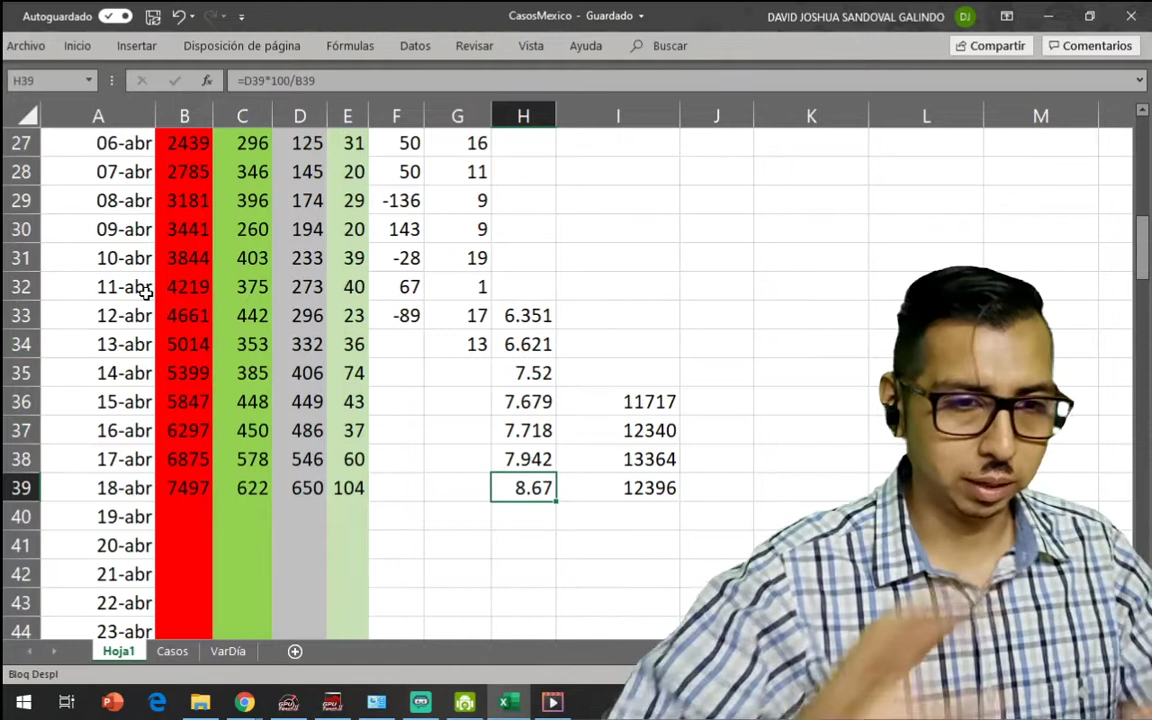 Autoguardado CasosMexico - Guardado DAVID JOSHUA SANDOVAL GALINDO DJ
Archivo Inicio Insertar Disposición de página Fórmulas Datos Revisar Vista Ayuda Buscar Compartir Comentarios
H39 fx =D39*100/B39
A B C D E F G H I J K L M
27 06-abr 2439 296 125 31 50 16
28 07-abr 2785 346 145 20 50 11
29 08-abr 3181 396 174 29 -136 9
30 09-abr 3441 260 194 20 143 9
31 10-abr 3844 403 233 39 -28 19
32 11-abr 4219 375 273 40 67 1
33 12-abr 4661 442 296 23 -89 17 6.351
34 13-abr 5014 353 332 36 13 6.621
35 14-abr 5399 385 406 74 7.52
36 15-abr 5847 448 449 43 7.679 11717
37 16-abr 6297 450 486 37 7.718 12340
38 17-abr 6875 578 546 60 7.942 13364
39 18-abr 7497 622 650 104 8.67 12396
40 19-abr
41 20-abr
42 21-abr
43 22-abr
44 23-abr
Hoja1 Casos VarDía
Bloq Despl